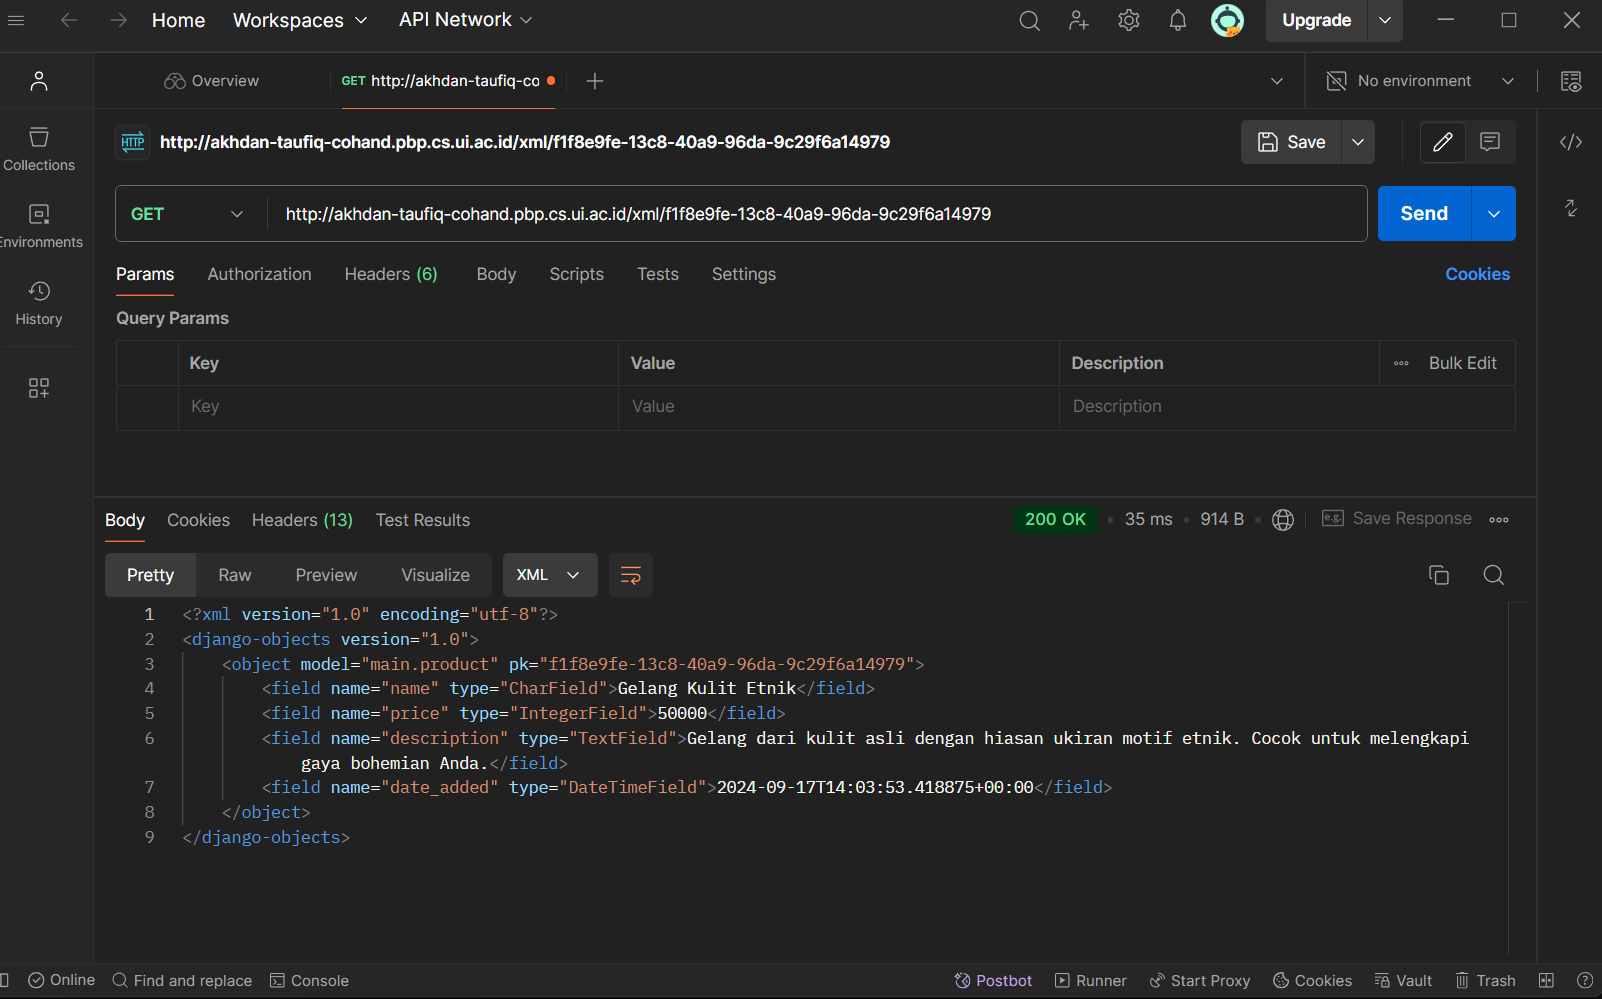 Home Workspaces API Network Upgrade
Overview GET http://akhdan-taufiq-co No environment
HTTP http://akhdan-taufiq-cohand.pbp.cs.ui.ac.id/xml/f1f8e9fe-13c8-40a9-96da-9c29f6a14979 Save
Collections
Environments
History
GET http://akhdan-taufiq-cohand.pbp.cs.ui.ac.id/xml/f1f8e9fe-13c8-40a9-96da-9c29f6a14979 Send
Params Authorization Headers (6) Body Scripts Tests Settings Cookies
Query Params
Key Value Description Bulk Edit
Key Value Description
Body Cookies Headers (13) Test Results 200 OK 35 ms 914 B e.g. Save Response
Pretty Raw Preview Visualize XML
1 <?xml version="1.0" encoding="utf-8"?>
2 <django-objects version="1.0">
3 <object model="main.product" pk="f1f8e9fe-13c8-40a9-96da-9c29f6a14979">
4 <field name="name" type="CharField">Gelang Kulit Etnik</field>
5 <field name="price" type="IntegerField">50000</field>
6 <field name="description" type="TextField">Gelang dari kulit asli dengan hiasan ukiran motif etnik. Cocok untuk melengkapi
gaya bohemian Anda.</field>
7 <field name="date_added" type="DateTimeField">2024-09-17T14:03:53.418875+00:00</field>
8 </object>
9 </django-objects>
Online Find and replace Console Postbot Runner Start Proxy Cookies Vault Trash